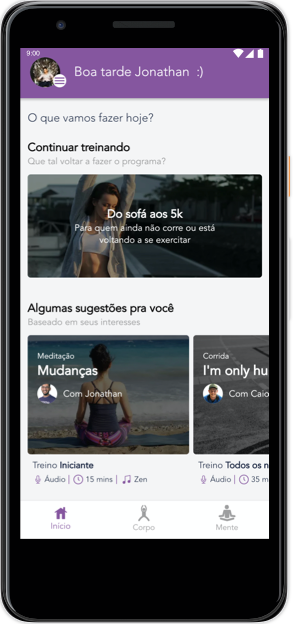 9:00
Boa tarde Jonathan :)
O que vamos fazer hoje?
Continuar treinando
Que tal voltar a fazer o programa?
Do sofá aos 5k
Para quem ainda não corre ou está
voltando a se exercitar
Algumas sugestões pra você
Baseado em seus interesses
Meditação
Mudanças
Com Jonathan
Treino Iniciante
Áudio | 15 mins | Zen
Corrida
I'm only hu
Com Caio
Treino Todos os n
Áudio | 35 m
Início
Corpo
Mente